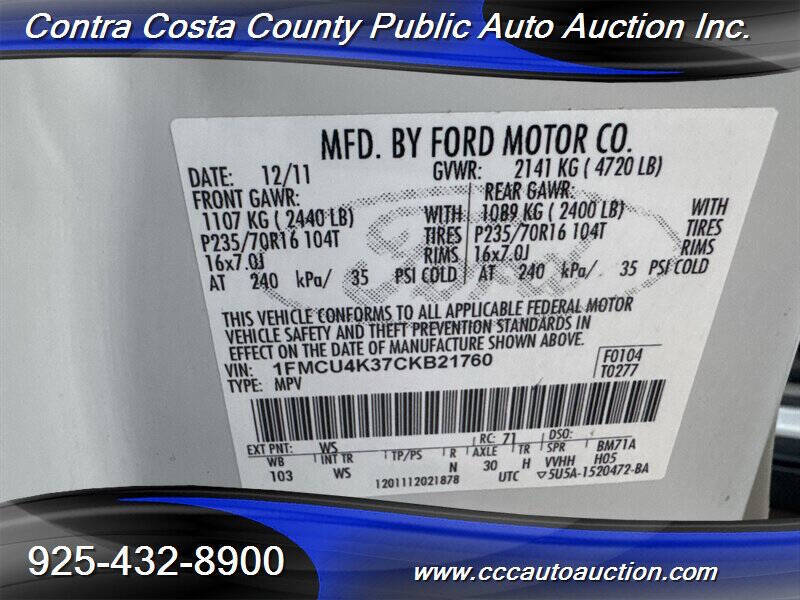 Contra Costa County Public Auto Auction Inc.
MFD. BY FORD MOTOR CO.
DATE: 12/11 GVWR: 2141 KG ( 4720 LB)
FRONT GAWR: REAR GAWR:
1107 KG ( 2440 LB) WITH 1089 KG ( 2400 LB) WITH
P235/70R16 104T TIRES P235/70R16 104T TIRES
16x7.0J RIMS 16x7.0J RIMS
AT 240 kPa/ 35 PSI COLD AT 240 kPa/ 35 PSI COLD
THIS VEHICLE CONFORMS TO ALL APPLICABLE FEDERAL MOTOR
VEHICLE SAFETY AND THEFT PREVENTION STANDARDS IN
EFFECT ON THE DATE OF MANUFACTURE SHOWN ABOVE.
VIN: 1FMCU4K37CKB21760 F0104
TYPE: MPV T0277
EXT PNT: WS RC: 71 DSO: BM71A
WB INT TR TP/PS R AXLE TR SPR H05
103 WS N 30 H VVHH
1201112021878 UTC ▽5U5A-1520472-BA
925-432-8900
www.cccautoauction.com